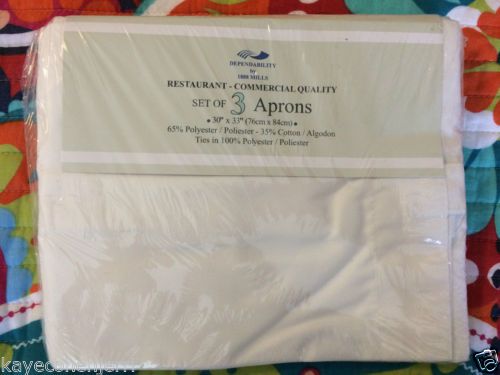 DEPENDABILITY
by
1888 MILLS
RESTAURANT - COMMERCIAL QUALITY
SET OF 3 Aprons
• 30" x 33" (76cm x 84cm) •
65% Polyester / Poliester - 35% Cotton / Algodon
Ties in 100% Polyester / Poliester